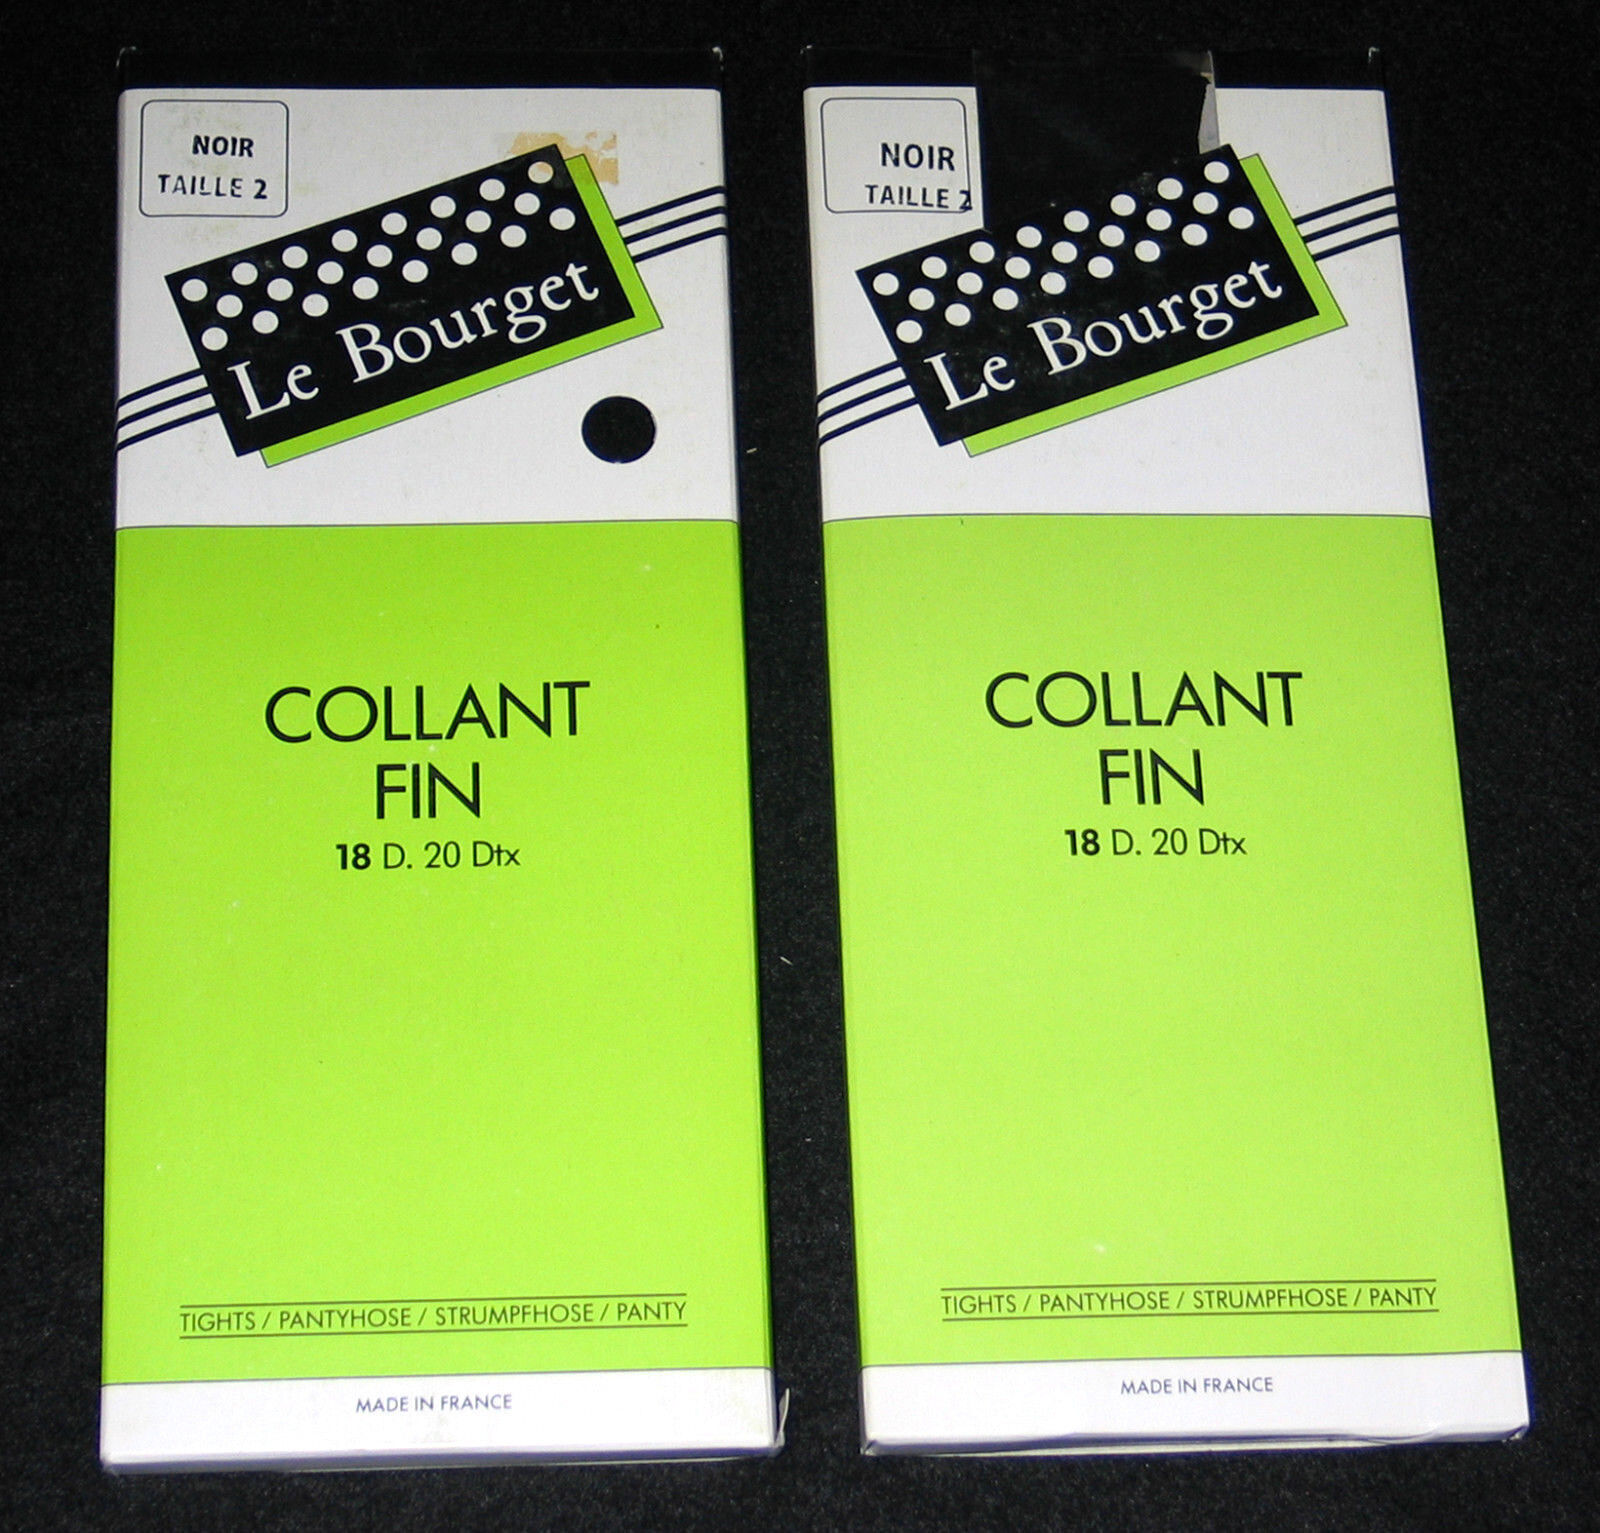 NOIR
TAILLE 2
Le Bourget
COLLANT
FIN
18 D. 20 Dtx
TIGHTS / PANTYHOSE / STRUMPFHOSE / PANTY
MADE IN FRANCE
NOIR
TAILLE 2
Le Bourget
COLLANT
FIN
18 D. 20 Dtx
TIGHTS / PANTYHOSE / STRUMPFHOSE / PANTY
MADE IN FRANCE